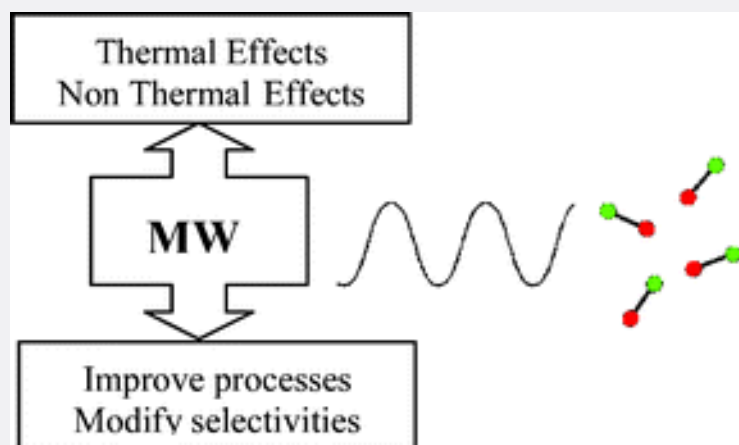 Thermal Effects
Non Thermal Effects
MW
Improve processes
Modify selectivities